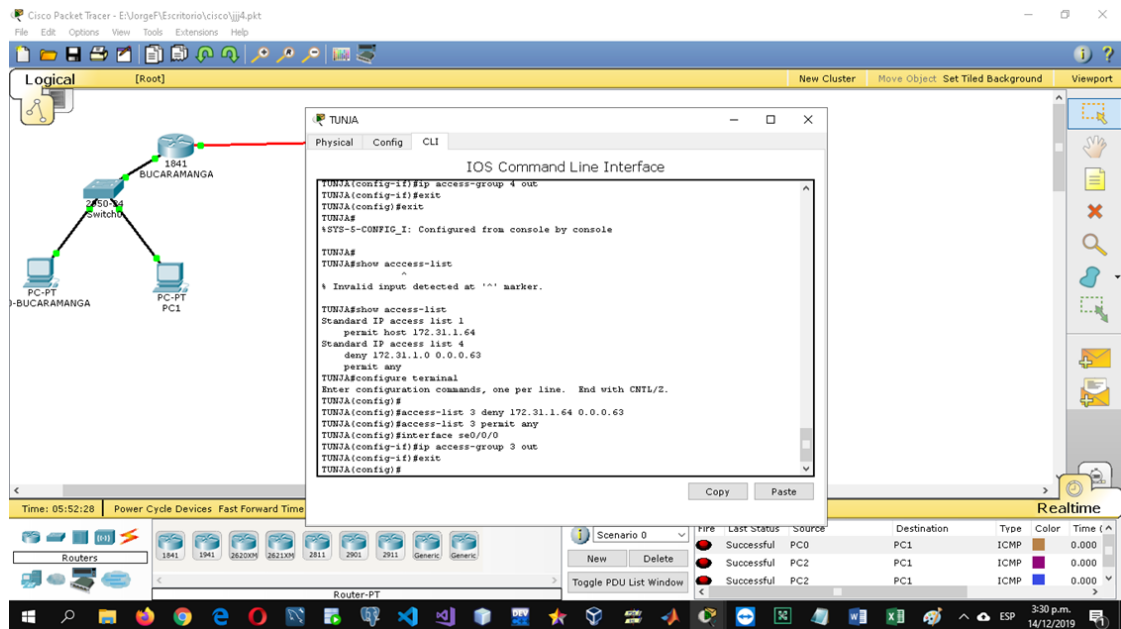 Cisco Packet Tracer - E:\JorgeF\Escritorio\cisco\jjj4.pkt
File Edit Options View Tools Extensions Help
Logical [Root] New Cluster Move Object Set Tiled Background Viewport
1841
BUCARAMANGA
2950-24
Switch0
PC-PT
0-BUCARAMANGA
PC-PT
PC1
TUNJA
Physical Config CLI
IOS Command Line Interface
TUNJA(config-if)#ip access-group 4 out
TUNJA(config-if)#exit
TUNJA(config)#exit
TUNJA#
%SYS-5-CONFIG_I: Configured from console by console
TUNJA#
TUNJA#show acccess-list
^
% Invalid input detected at '^' marker.
TUNJA#show access-list
Standard IP access list 1
permit host 172.31.1.64
Standard IP access list 4
deny 172.31.1.0 0.0.0.63
permit any
TUNJA#configure terminal
Enter configuration commands, one per line. End with CNTL/Z.
TUNJA(config)#
TUNJA(config)#access-list 3 deny 172.31.1.64 0.0.0.63
TUNJA(config)#access-list 3 permit any
TUNJA(config)#interface se0/0/0
TUNJA(config-if)#ip access-group 3 out
TUNJA(config-if)#exit
TUNJA(config)#
Copy Paste
Time: 05:52:28 Power Cycle Devices Fast Forward Time Realtime
Routers
1841 1941 2620XM 2621XM 2811 2901 2911 Generic Generic
Router-PT
Scenario 0
New Delete
Toggle PDU List Window
Fire Last Status Source Destination Type Color Time (
Successful PC0 PC1 ICMP 0.000
Successful PC2 PC1 ICMP 0.000
Successful PC2 PC1 ICMP 0.000
ESP
3:30 p.m.
14/12/2019